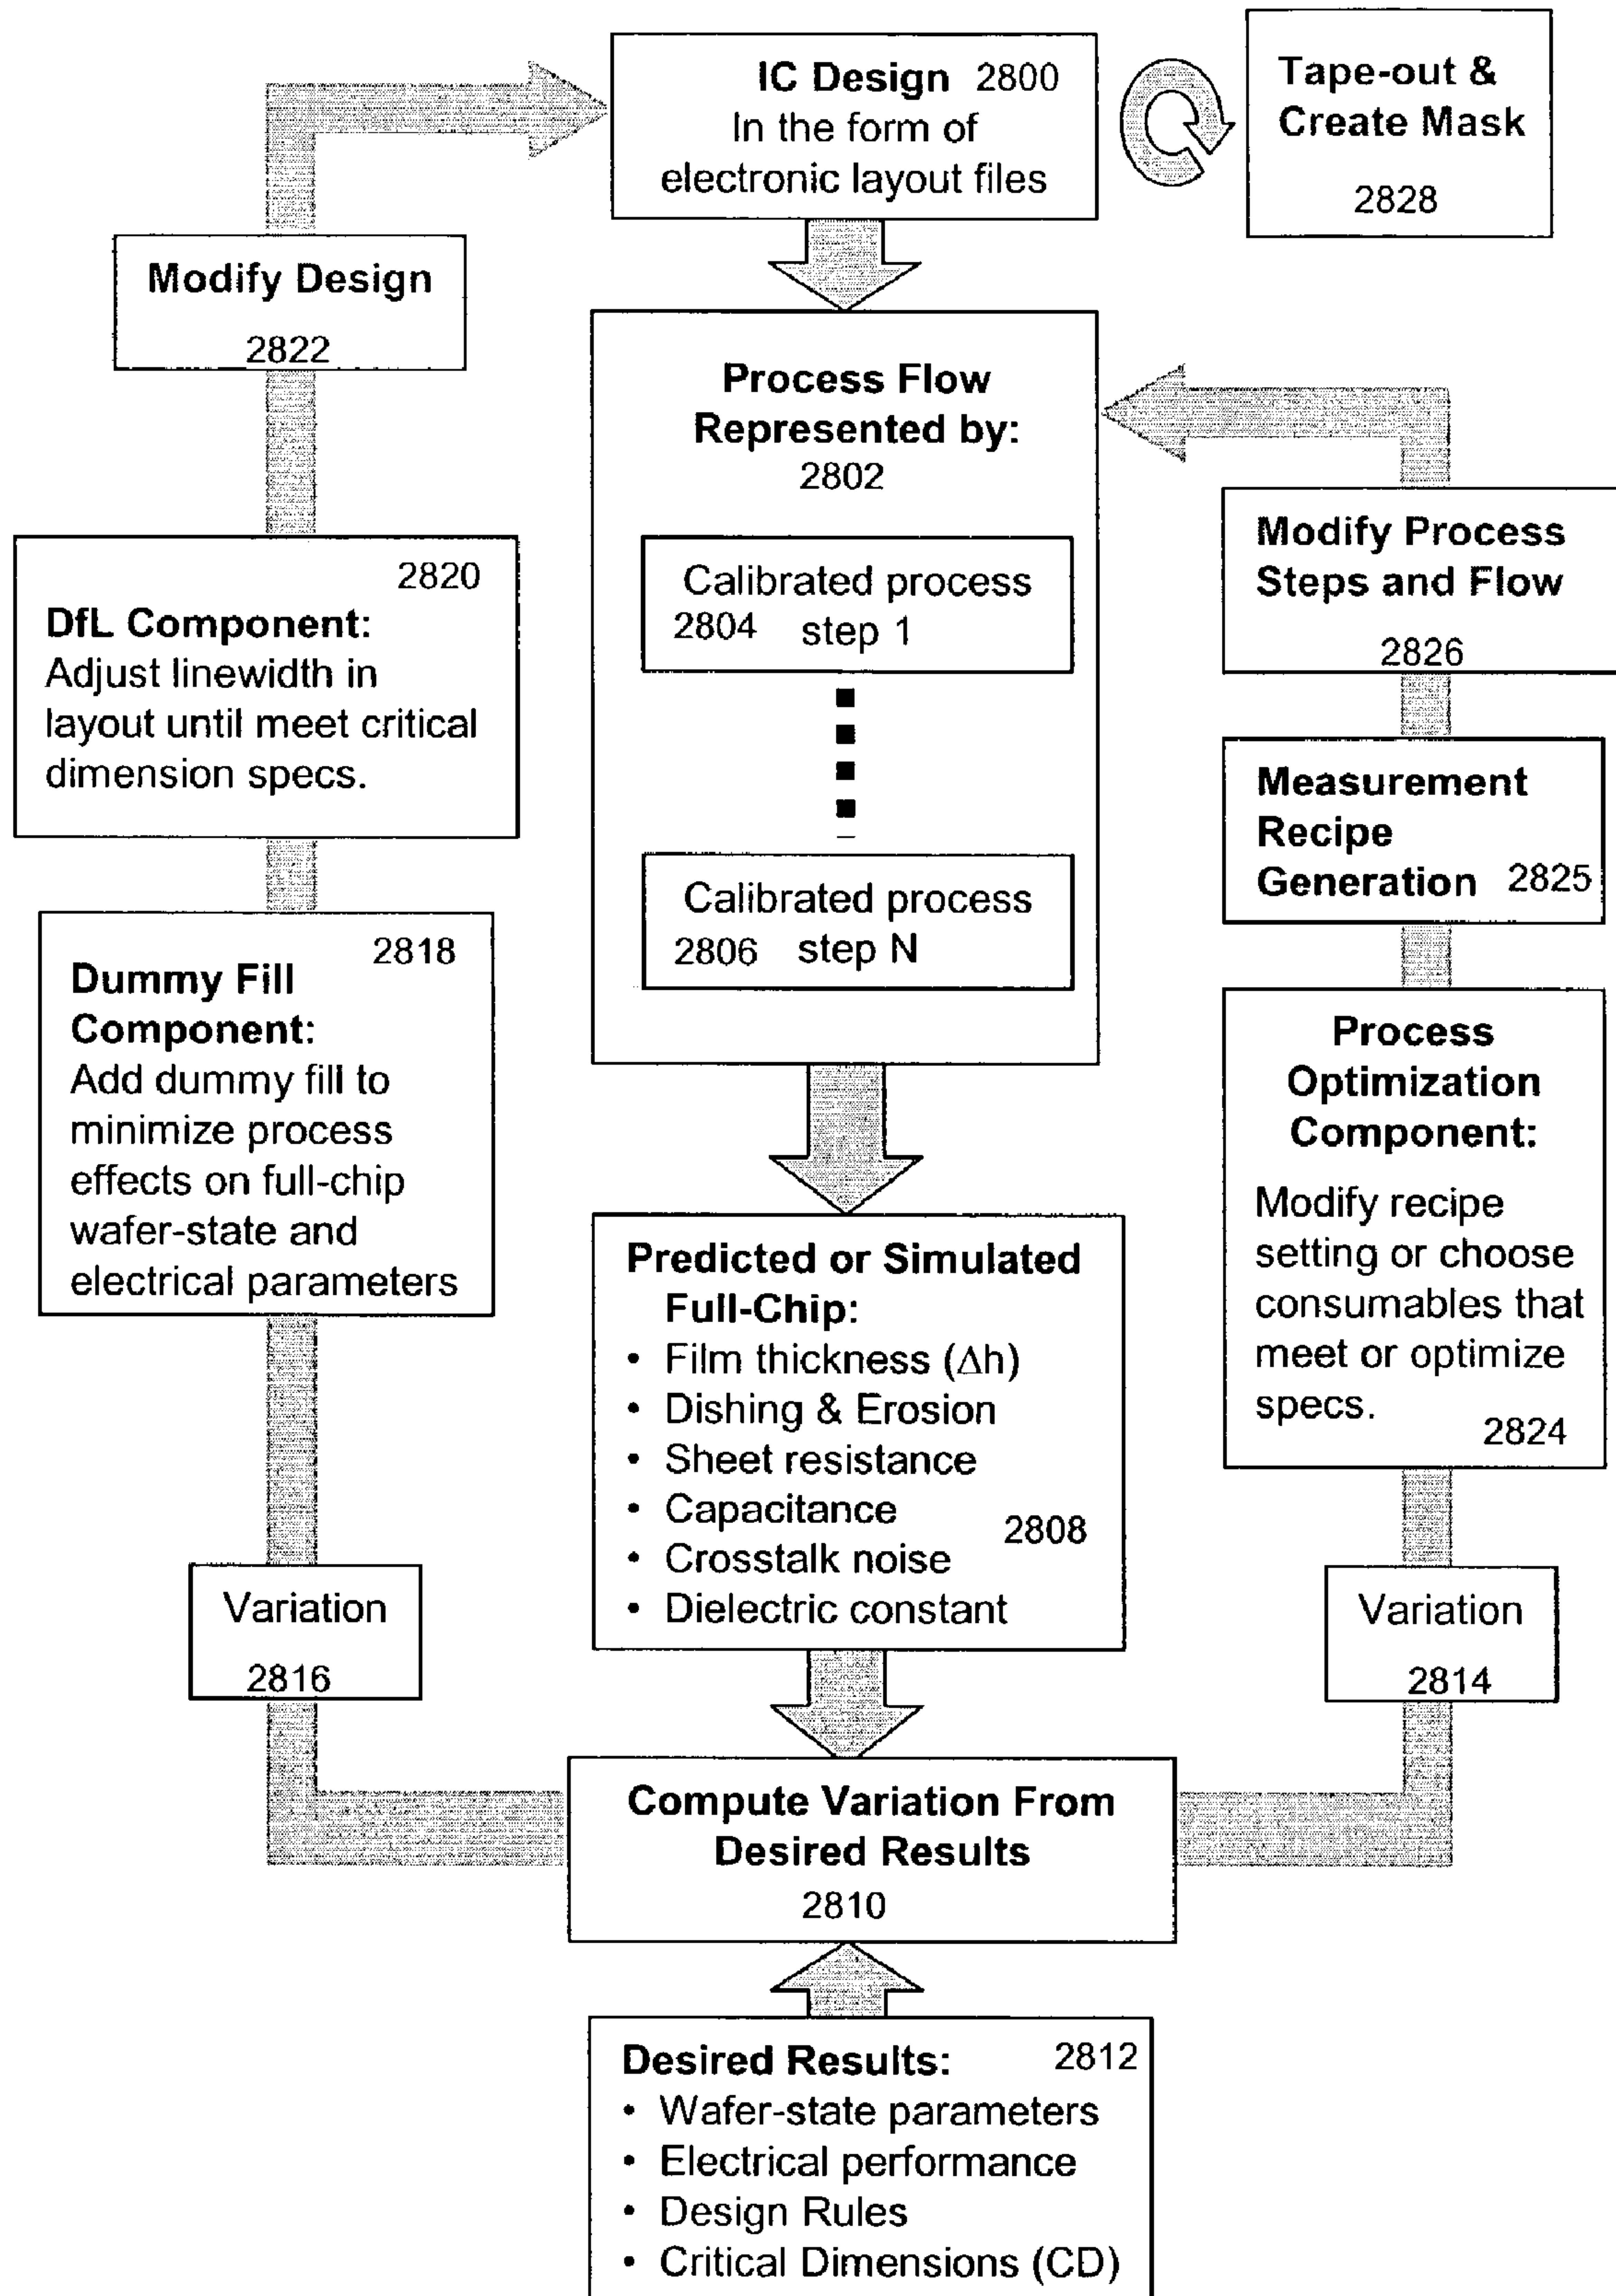 IC Design 2800
In the form of
electronic layout files
Tape-out &
Create Mask
2828
Modify Design
2822
Process Flow
Represented by:
2802
Calibrated process
2804 step 1
Calibrated process
2806 step N
Modify Process
Steps and Flow
2826
2820
DfL Component:
Adjust linewidth in
layout until meet critical
dimension specs.
Measurement
Recipe
Generation 2825
2818
Dummy Fill
Component:
Add dummy fill to
minimize process
effects on full-chip
wafer-state and
electrical parameters
Process
Optimization
Component:
Modify recipe
setting or choose
consumables that
meet or optimize
specs.
2824
Predicted or Simulated
Full-Chip:
• Film thickness (Δh)
• Dishing & Erosion
• Sheet resistance
• Capacitance
2808
• Crosstalk noise
• Dielectric constant
Variation
2816
Variation
2814
Compute Variation From
Desired Results
2810
Desired Results: 2812
• Wafer-state parameters
• Electrical performance
• Design Rules
• Critical Dimensions (CD)